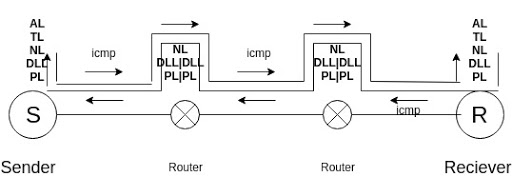 AL
TL
NL
DLL
PL
icmp
NL
DLL|DLL
PL|PL
icmp
NL
DLL|DLL
PL|PL
AL
TL
NL
DLL
PL
icmp
S
R
Sender
Router
Router
Reciever